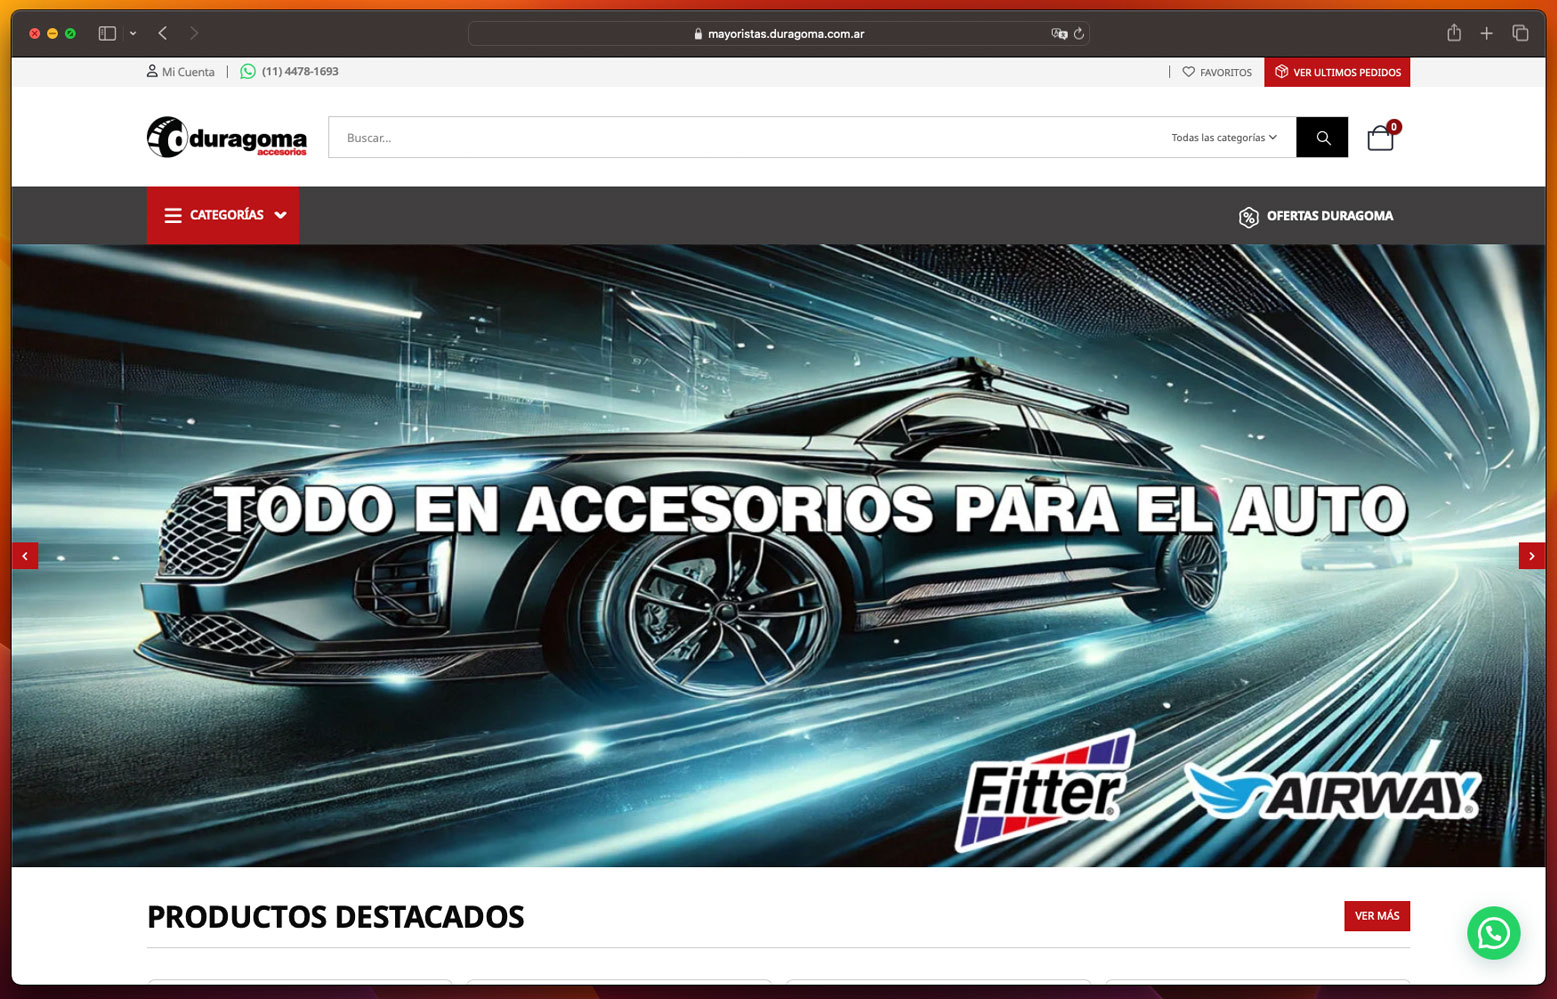 mayoristas.duragoma.com.ar
Mi Cuenta | (11) 4478-1693
| FAVORITOS
VER ULTIMOS PEDIDOS
duragoma
accesorios
Buscar...
Todas las categorías
0
CATEGORÍAS
OFERTAS DURAGOMA
TODO EN ACCESORIOS PARA EL AUTO
Fitter®
AIRWAY®
PRODUCTOS DESTACADOS
VER MÁS